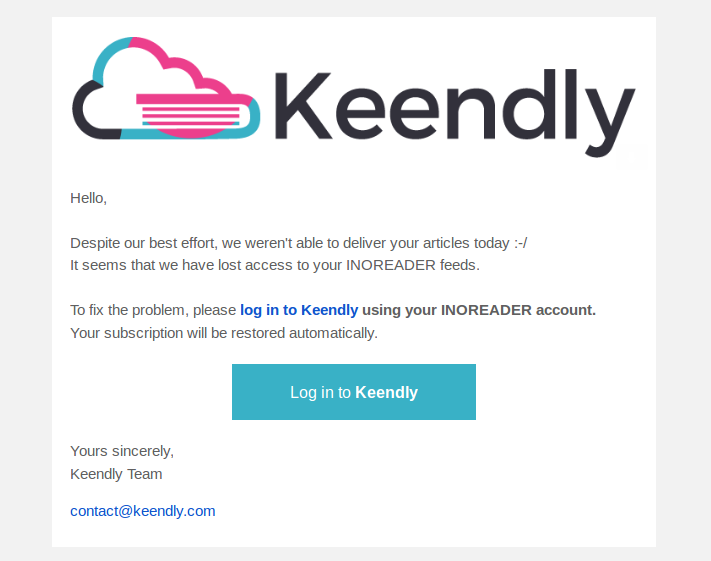 Keendly
Hello,
Despite our best effort, we weren't able to deliver your articles today :-/
It seems that we have lost access to your INOREADER feeds.
To fix the problem, please log in to Keendly using your INOREADER account.
Your subscription will be restored automatically.
Log in to Keendly
Yours sincerely,
Keendly Team
contact@keendly.com